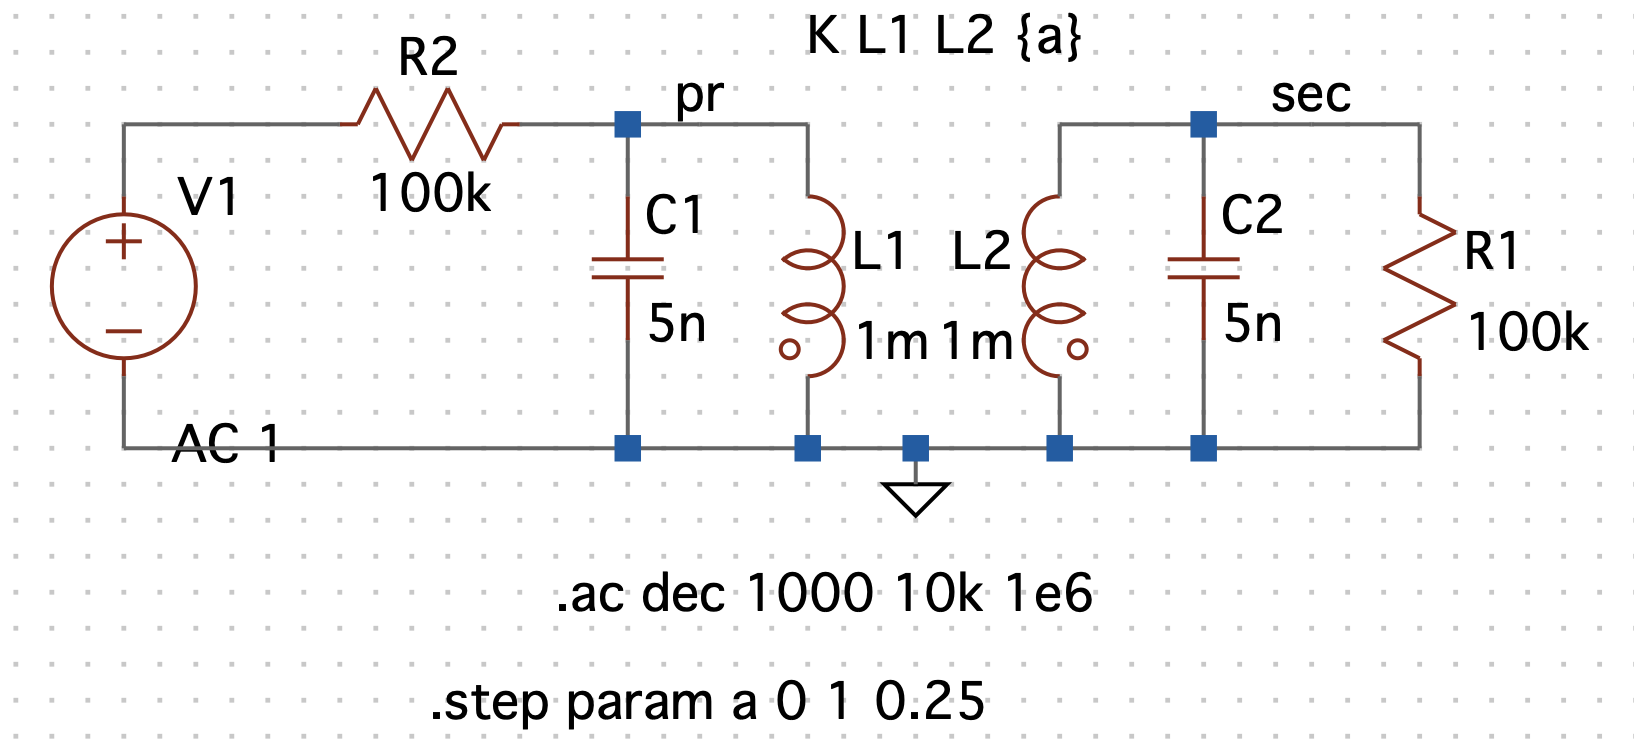 K L1 L2 {a}
R2
pr
sec
100k
V1
C1
C2
L1
L2
R1
5n
1m
1m
5n
100k
+
−
AC 1
.ac dec 1000 10k 1e6
.step param a 0 1 0.25